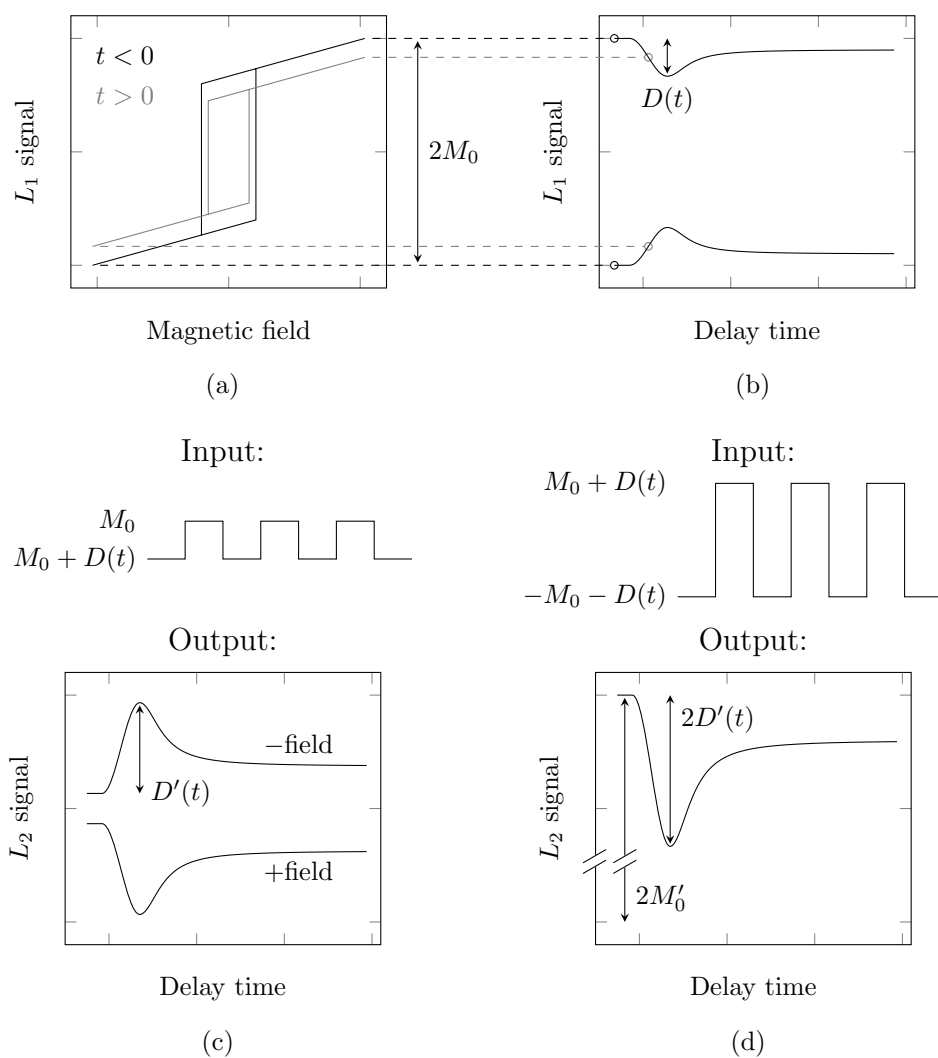 t < 0
t > 0
L₁ signal
2M₀
Magnetic field
(a)
D(t)
L₁ signal
Delay time
(b)
Input:
M₀
M₀ + D(t)
Output:
−field
D′(t)
+field
L₂ signal
Delay time
(c)
Input:
M₀ + D(t)
−M₀ − D(t)
Output:
2D′(t)
2M′₀
L₂ signal
Delay time
(d)